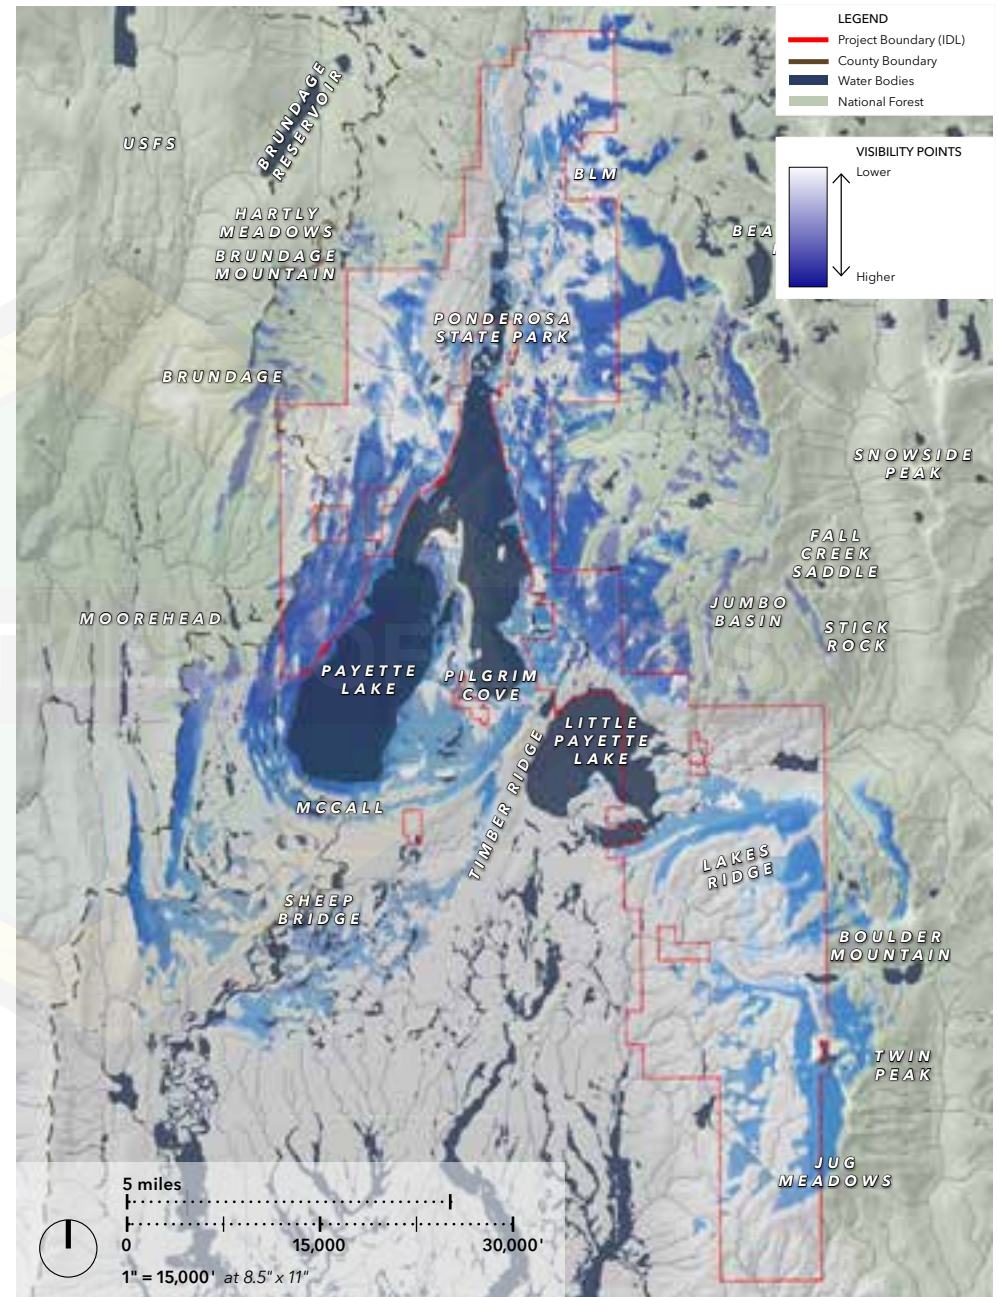 LEGEND
Project Boundary (IDL)
County Boundary
Water Bodies
National Forest
VISIBILITY POINTS
Lower
Higher
BRUNDAGE
RESERVOIR
USFS
BLM
HARTLY
MEADOWS
BRUNDAGE
MOUNTAIN
BEA
PONDEROSA
STATE PARK
BRUNDAGE
SNOWSIDE
PEAK
FALL
CREEK
SADDLE
JUMBO
BASIN
STICK
ROCK
MOOREHEAD
PAYETTE
LAKE
PILGRIM
COVE
LITTLE
PAYETTE
LAKE
TIMBER RIDGE
MCCALL
LAKES
RIDGE
SHEEP
BRIDGE
BOULDER
MOUNTAIN
TWIN
PEAK
JUG
MEADOWS
5 miles
0 15,000 30,000'
1" = 15,000' at 8.5" x 11"